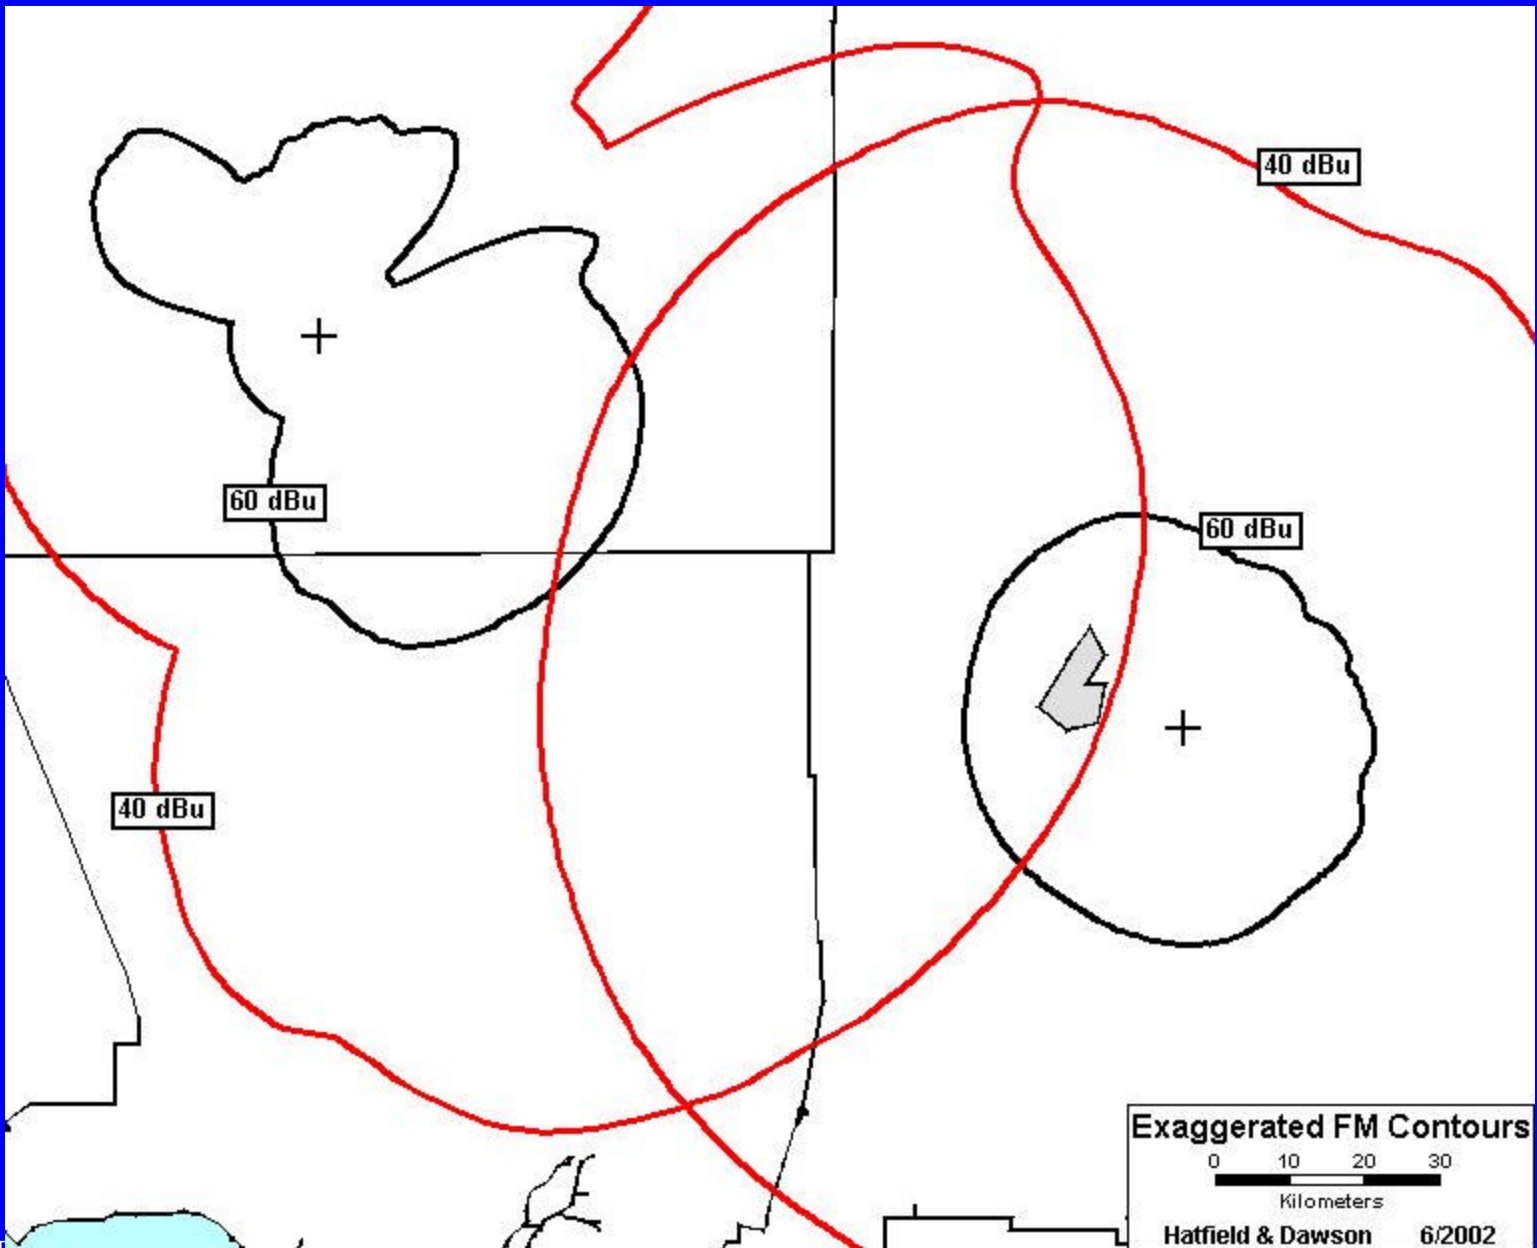 40 dBu
60 dBu
60 dBu
40 dBu
Exaggerated FM Contours
0 10 20 30
Kilometers
Hatfield & Dawson 6/2002